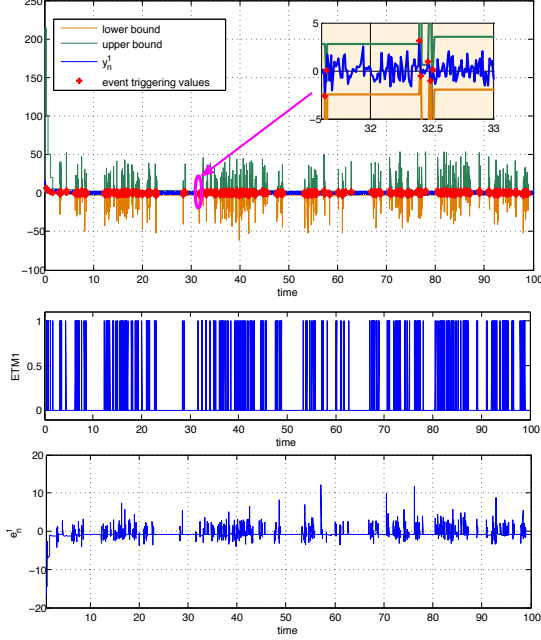 250
200
150
100
50
0
−50
−100
lower bound
upper bound
y_n^1
event triggering values
5
0
−5
32 32.5 33
0 10 20 30 40 50 60 70 80 90 100
time
ETM1
1
0.5
0
0 10 20 30 40 50 60 70 80 90 100
time
e_n^1
20
10
0
−10
−20
0 10 20 30 40 50 60 70 80 90 100
time